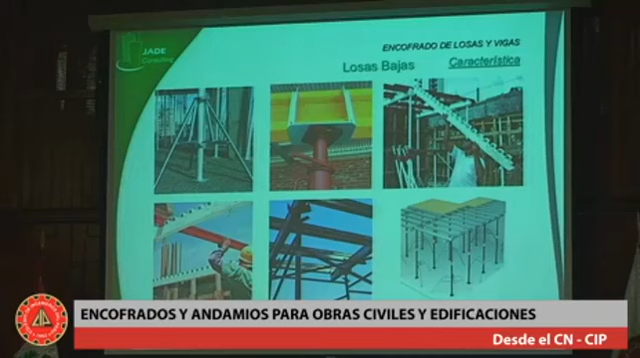 JADE
Consulting
ENCOFRADO DE LOSAS Y VIGAS
Losas Bajas
Característica
ENCOFRADOS Y ANDAMIOS PARA OBRAS CIVILES Y EDIFICACIONES
Desde el CN - CIP